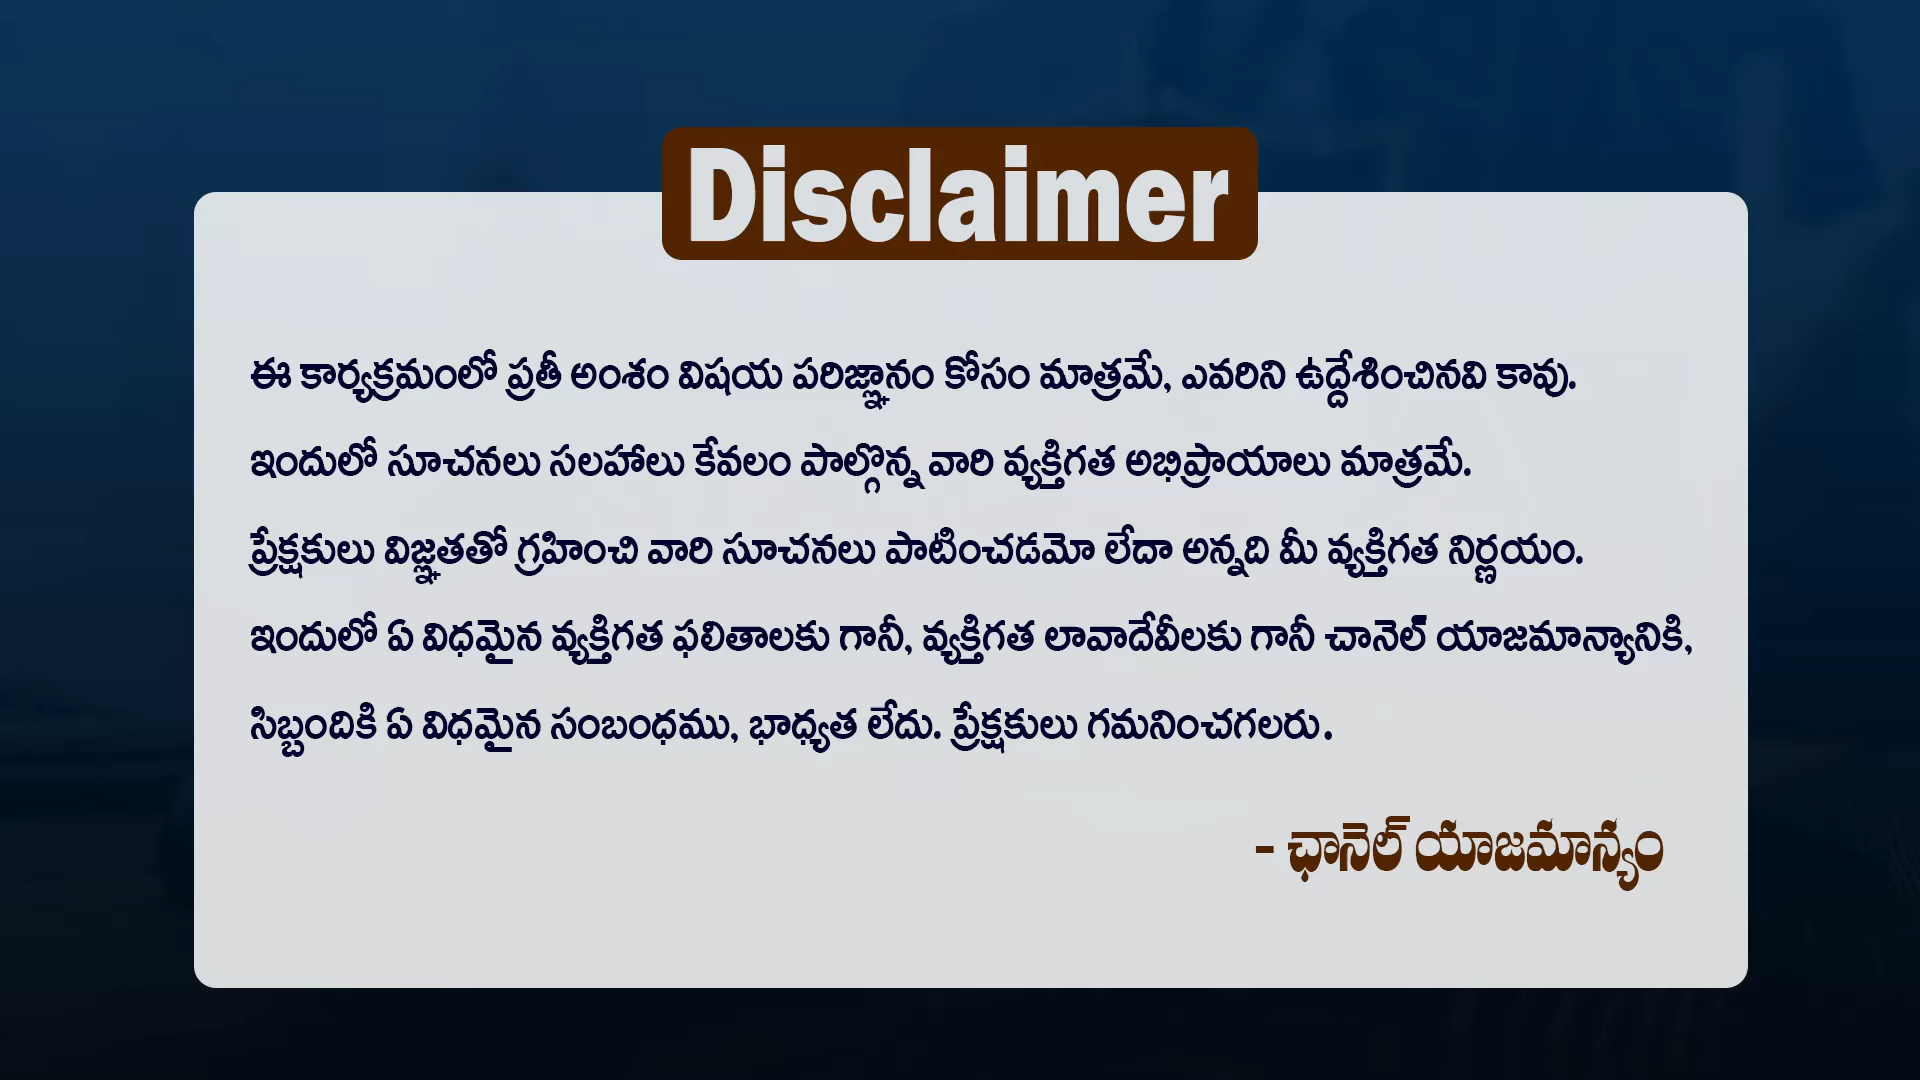 Disclaimer
ఈ కార్యక్రమంలో ప్రతీ అంశం విషయ పరిజ్ఞానం కోసం మాత్రమే, ఎవరిని ఉద్దేశించినవి కావు.
ఇందులో సూచనలు సలహాలు కేవలం పాల్గొన్న వారి వ్యక్తిగత అభిప్రాయాలు మాత్రమే.
ప్రేక్షకులు విజ్ఞతతో గ్రహించి వారి సూచనలు పాటించడమో లేదా అన్నది మీ వ్యక్తిగత నిర్ణయం.
ఇందులో ఏ విధమైన వ్యక్తిగత ఫలితాలకు గానీ, వ్యక్తిగత లావాదేవీలకు గానీ చానెల్ యాజమాన్యానికి,
సిబ్బందికి ఏ విధమైన సంబంధము, భాధ్యత లేదు. ప్రేక్షకులు గమనించగలరు.
- ఛానెల్ యాజమాన్యం